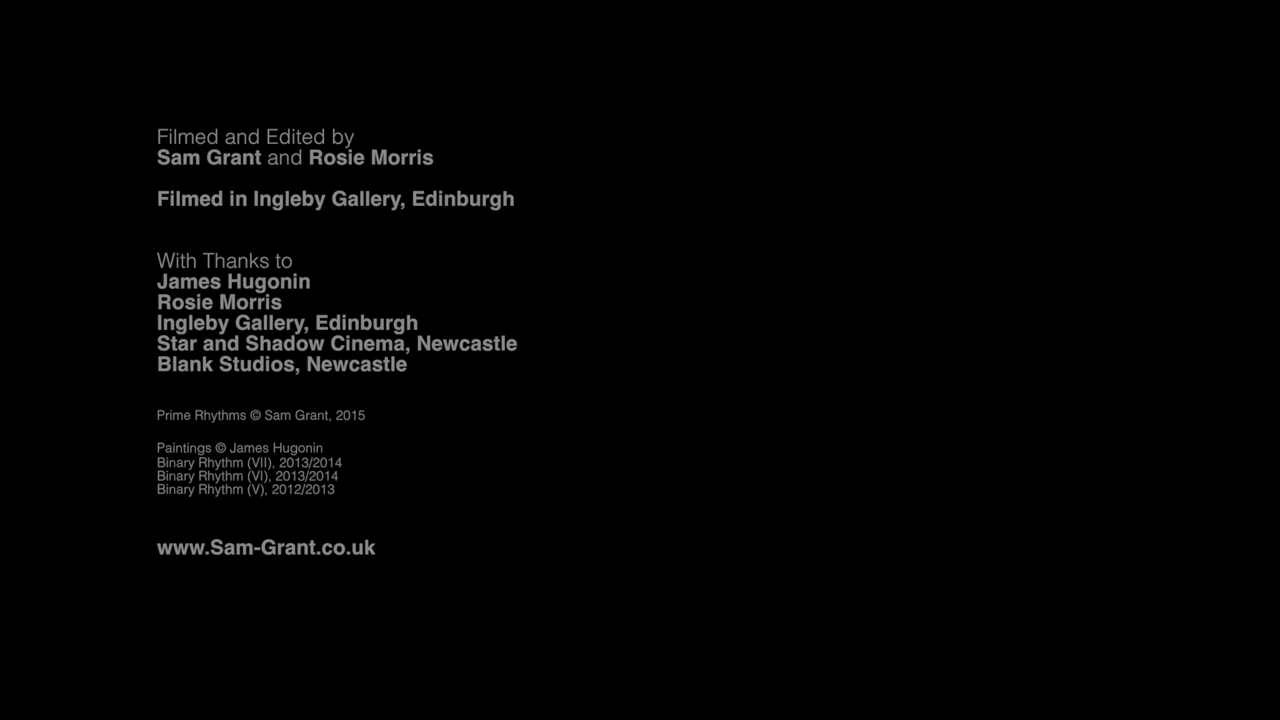 Filmed and Edited by
Sam Grant and Rosie Morris
Filmed in Ingleby Gallery, Edinburgh
With Thanks to
James Hugonin
Rosie Morris
Ingleby Gallery, Edinburgh
Star and Shadow Cinema, Newcastle
Blank Studios, Newcastle
Prime Rhythms © Sam Grant, 2015
Paintings © James Hugonin
Binary Rhythm (VII), 2013/2014
Binary Rhythm (VI), 2013/2014
Binary Rhythm (V), 2012/2013
www.Sam-Grant.co.uk